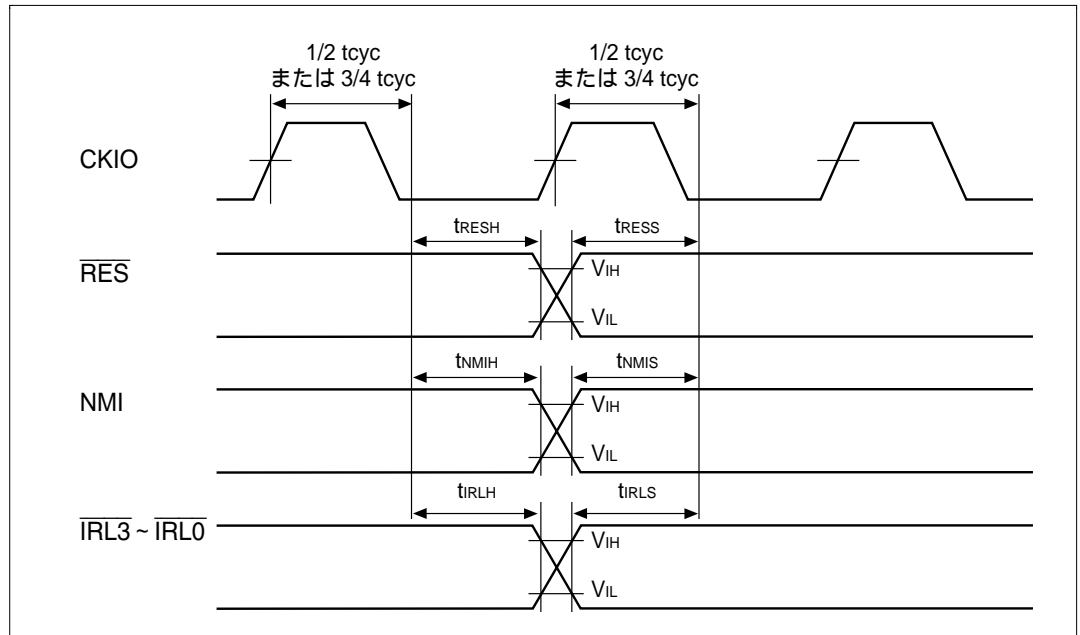 1/2 tcyc
または 3/4 tcyc
1/2 tcyc
または 3/4 tcyc
CKIO
tRESH
tRESS
RES
VIH
VIL
tNMIH
tNMIS
NMI
VIH
VIL
tIRLH
tIRLS
IRL3 ~ IRL0
VIH
VIL